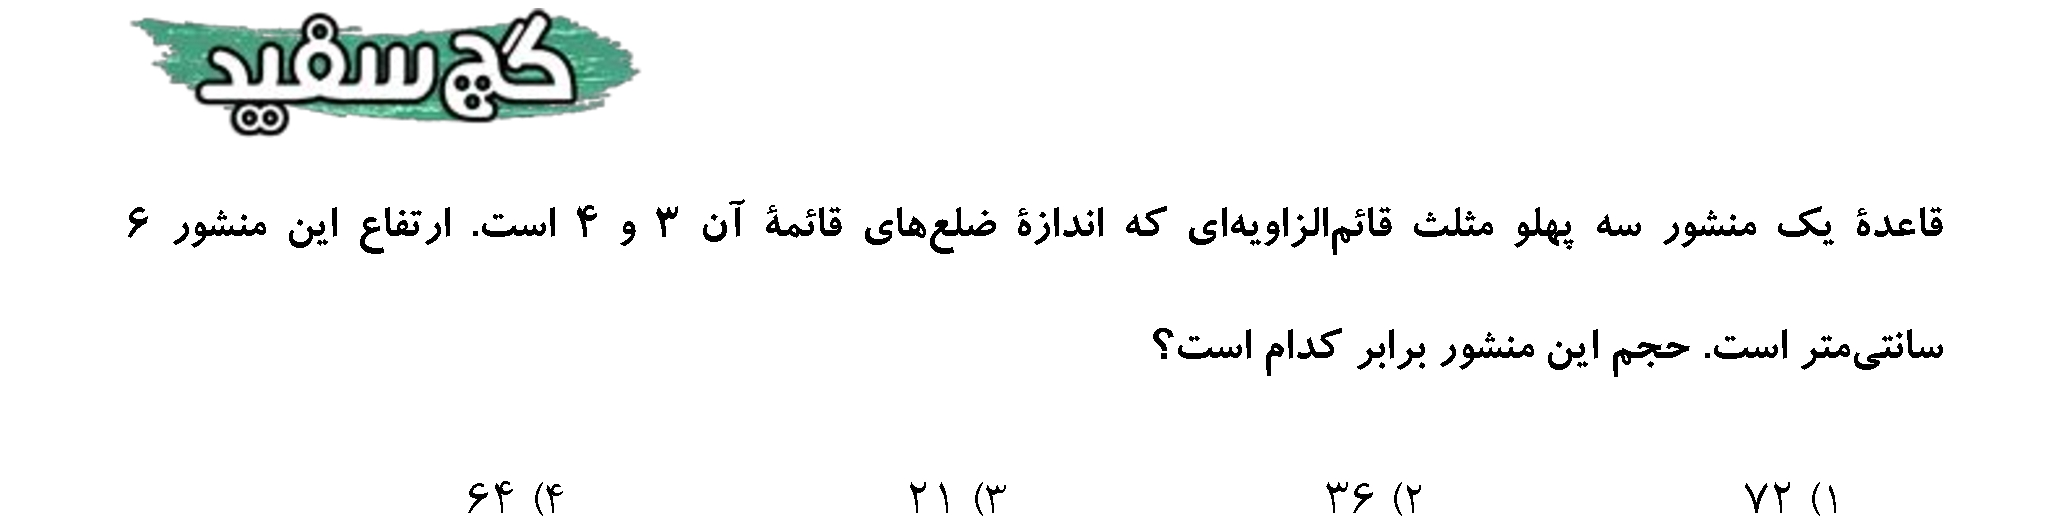 گچ سفید
قاعدهٔ یک منشور سه پهلو مثلث قائم‌الزاویه‌ای که اندازهٔ ضلع‌های قائمهٔ آن ۳ و ۴ است. ارتفاع این منشور ۶
سانتی‌متر است. حجم این منشور برابر کدام است؟
۱) ۷۲ ۲) ۳۶ ۳) ۲۱ ۴) ۶۴